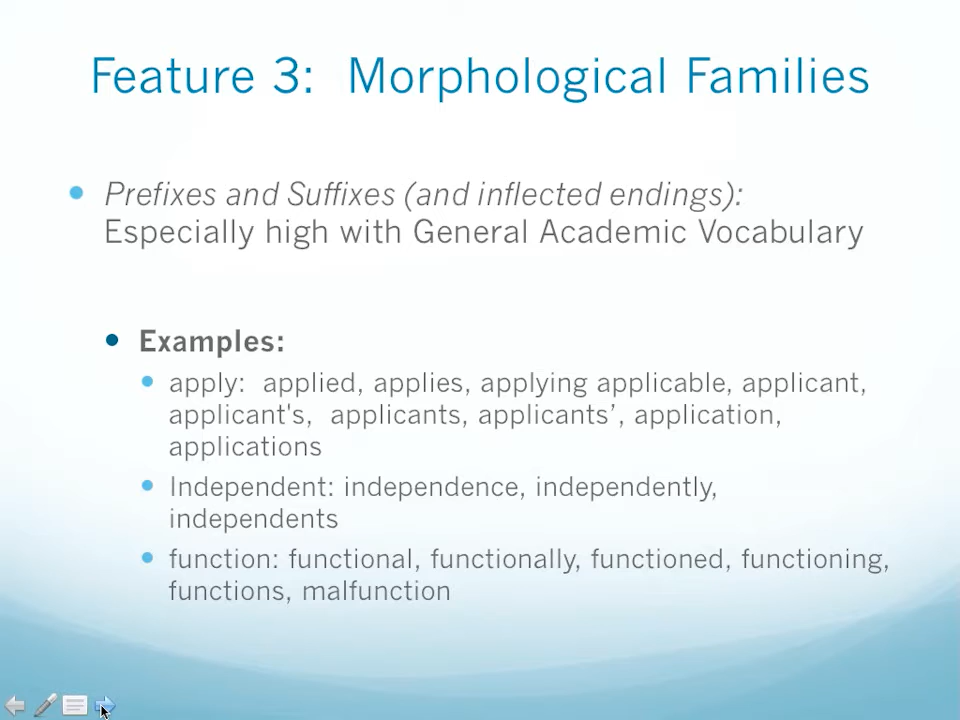 Feature 3:  Morphological Families
Prefixes and Suffixes (and inflected endings):
Especially high with General Academic Vocabulary
Examples:
apply:  applied, applies, applying applicable, applicant,
applicant's,  applicants, applicants’, application,
applications
Independent: independence, independently,
independents
function: functional, functionally, functioned, functioning,
functions, malfunction